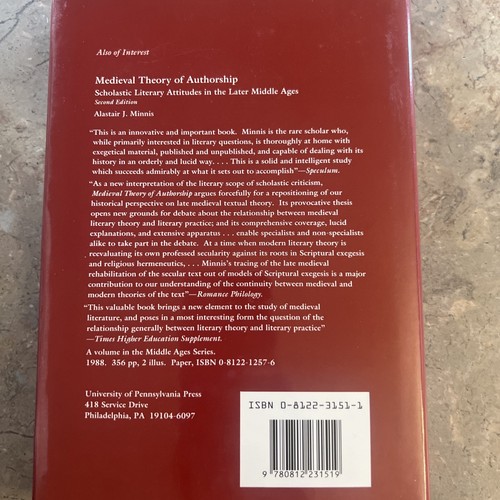 Also of Interest
Medieval Theory of Authorship
Scholastic Literary Attitudes in the Later Middle Ages
Second Edition
Alastair J. Minnis
"This is an innovative and important book. Minnis is the rare scholar who,
while primarily interested in literary questions, is thoroughly at home with
exegetical material, published and unpublished, and capable of dealing with its
history in an orderly and lucid way. . . . This is a solid and intelligent study
which succeeds admirably at what it sets out to accomplish"—Speculum.
"As a new interpretation of the literary scope of scholastic criticism,
Medieval Theory of Authorship argues forcefully for a repositioning of our
historical perspective on late medieval textual theory. Its provocative thesis
opens new grounds for debate about the relationship between medieval
literary theory and literary practice; and its comprehensive coverage, lucid
explanations, and extensive apparatus . . . enable specialists and non-specialists
alike to take part in the debate. At a time when modern literary theory is
reevaluating its own professed secularity against its roots in Scriptural exegesis
and religious hermeneutics, . . . Minnis's tracing of the late medieval
rehabilitation of the secular text out of models of Scriptural exegesis is a major
contribution to our understanding of the continuity between medieval and
modern theories of the text"—Romance Philology.
"This valuable book brings a new element to the study of medieval
literature, and poses in a most interesting form the question of the
relationship generally between literary theory and literary practice"
—Times Higher Education Supplement.
A volume in the Middle Ages Series.
1988. 356 pp, 2 illus. Paper, ISBN 0-8122-1257-6
University of Pennsylvania Press
418 Service Drive
Philadelphia, PA 19104-6097
ISBN 0-8122-3151-1
9 780812 231519